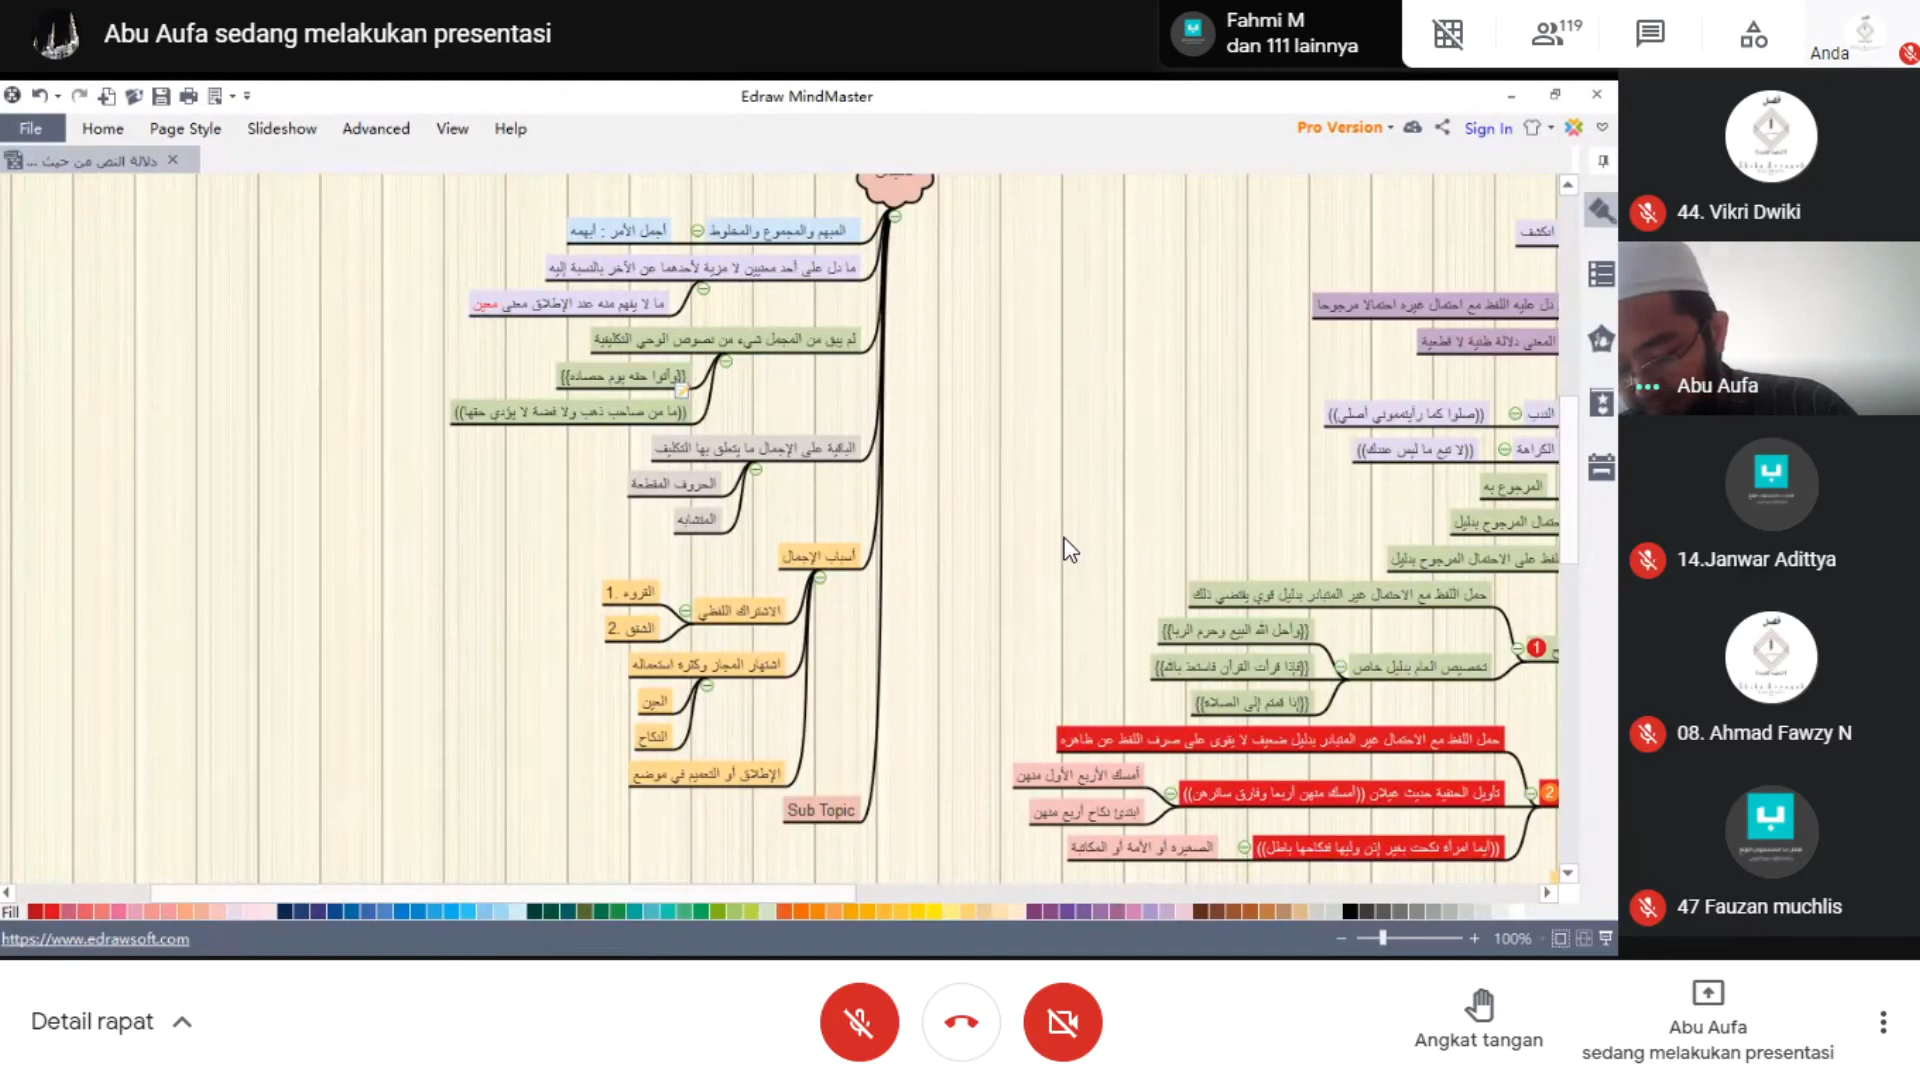 Abu Aufa sedang melakukan presentasi
Fahmi M
dan 111 lainnya
119
Anda
Edraw MindMaster
File
Home
Page Style
Slideshow
Advanced
View
Help
Pro Version
Sign In
دلالة النص من حيث ...
المبهم والمجموع والمخلوط
أجمل الأمر : أبهمه
ما دل على أحد معنيين لا مزية لأحدهما عن الآخر بالنسبة إليه
ما لا يفهم منه عند الإطلاق معنى معين
لم يبق من المجمل شيء من نصوص الوحي التكليفية
{{وآتوا حقه يوم حصاده}}
((ما من صاحب ذهب ولا فضة لا يؤدي حقها))
الباقية على الإجمال ما يتعلق بها التكليف
الحروف المقطعة
المتشابه
أسباب الإجمال
الاشتراك اللفظي
1. القروء
2. الشفق
اشتهار المجاز وكثرة استعماله
العين
النكاح
الإطلاق أو التعميم في موضع
Sub Topic
انكشف
دل عليه اللفظ مع احتمال غيره احتمالا مرجوحا
المعنى دلالة ظنية لا قطعية
الندب
((صلوا كما رأيتموني أصلي))
الكراهة
((لا تبع ما ليس عندك))
المرجوع به
حتمال المرجوح بدليل
لفظ على الاحتمال المرجوح بدليل
1
حمل اللفظ مع الاحتمال غير المتبادر بدليل قوي يقتضي ذلك
تخصيص العام بدليل خاص
{{وأحل الله البيع وحرم الربا}}
{{فإذا قرأت القرآن فاستعذ بالله}}
{{إذا قمتم إلى الصلاة}}
2
حمل اللفظ مع الاحتمال غير المتبادر بدليل ضعيف لا يقوى على صرف اللفظ عن ظاهره
تأويل الحنفية حديث غيلان ((أمسك منهن أربعا وفارق سائرهن))
أمسك الأربع الأول منهن
ابتدئ نكاح أربع منهن
((أيما امرأة نكحت بغير إذن وليها فنكاحها باطل))
الصغيرة أو الأمة أو المكاتبة
Fill
https://www.edrawsoft.com
100%
44. Vikri Dwiki
Abu Aufa
14.Janwar Adittya
08. Ahmad Fawzy N
47 Fauzan muchlis
Detail rapat
Angkat tangan
Abu Aufa
sedang melakukan presentasi